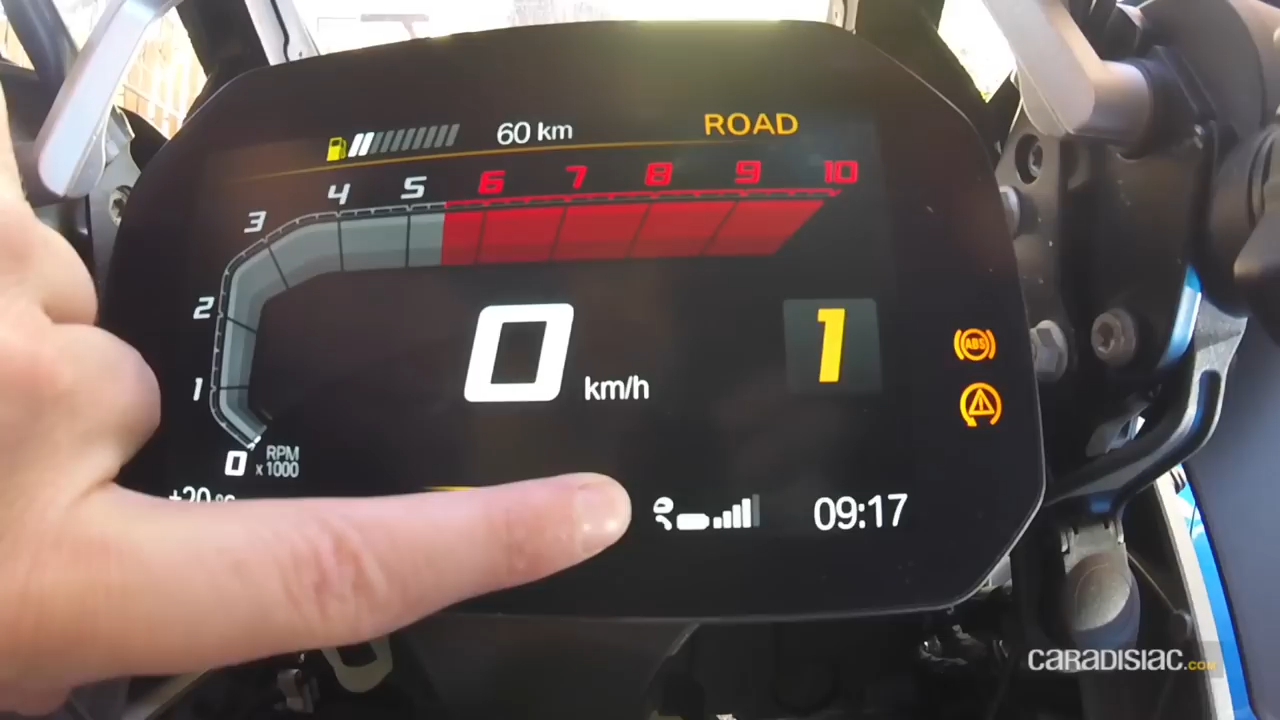 60 km
ROAD
4 5 6 7 8 9 10
3
2
1
0
RPM
x 1000
0 km/h
1
ABS
09:17
CARADISIAC.COM